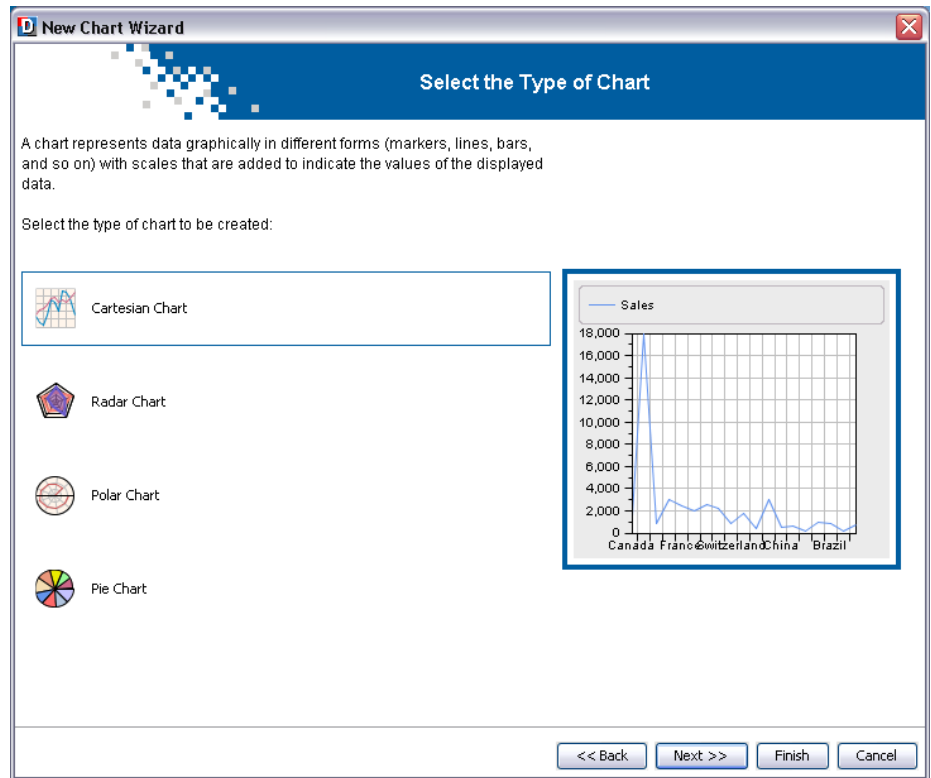 New Chart Wizard
Select the Type of Chart
A chart represents data graphically in different forms (markers, lines, bars,
and so on) with scales that are added to indicate the values of the displayed
data.
Select the type of chart to be created:
Cartesian Chart
Radar Chart
Polar Chart
Pie Chart
Sales
18,000
16,000
14,000
12,000
10,000
8,000
6,000
4,000
2,000
0
Canada France Switzerland China Brazil
<< Back Next >> Finish Cancel